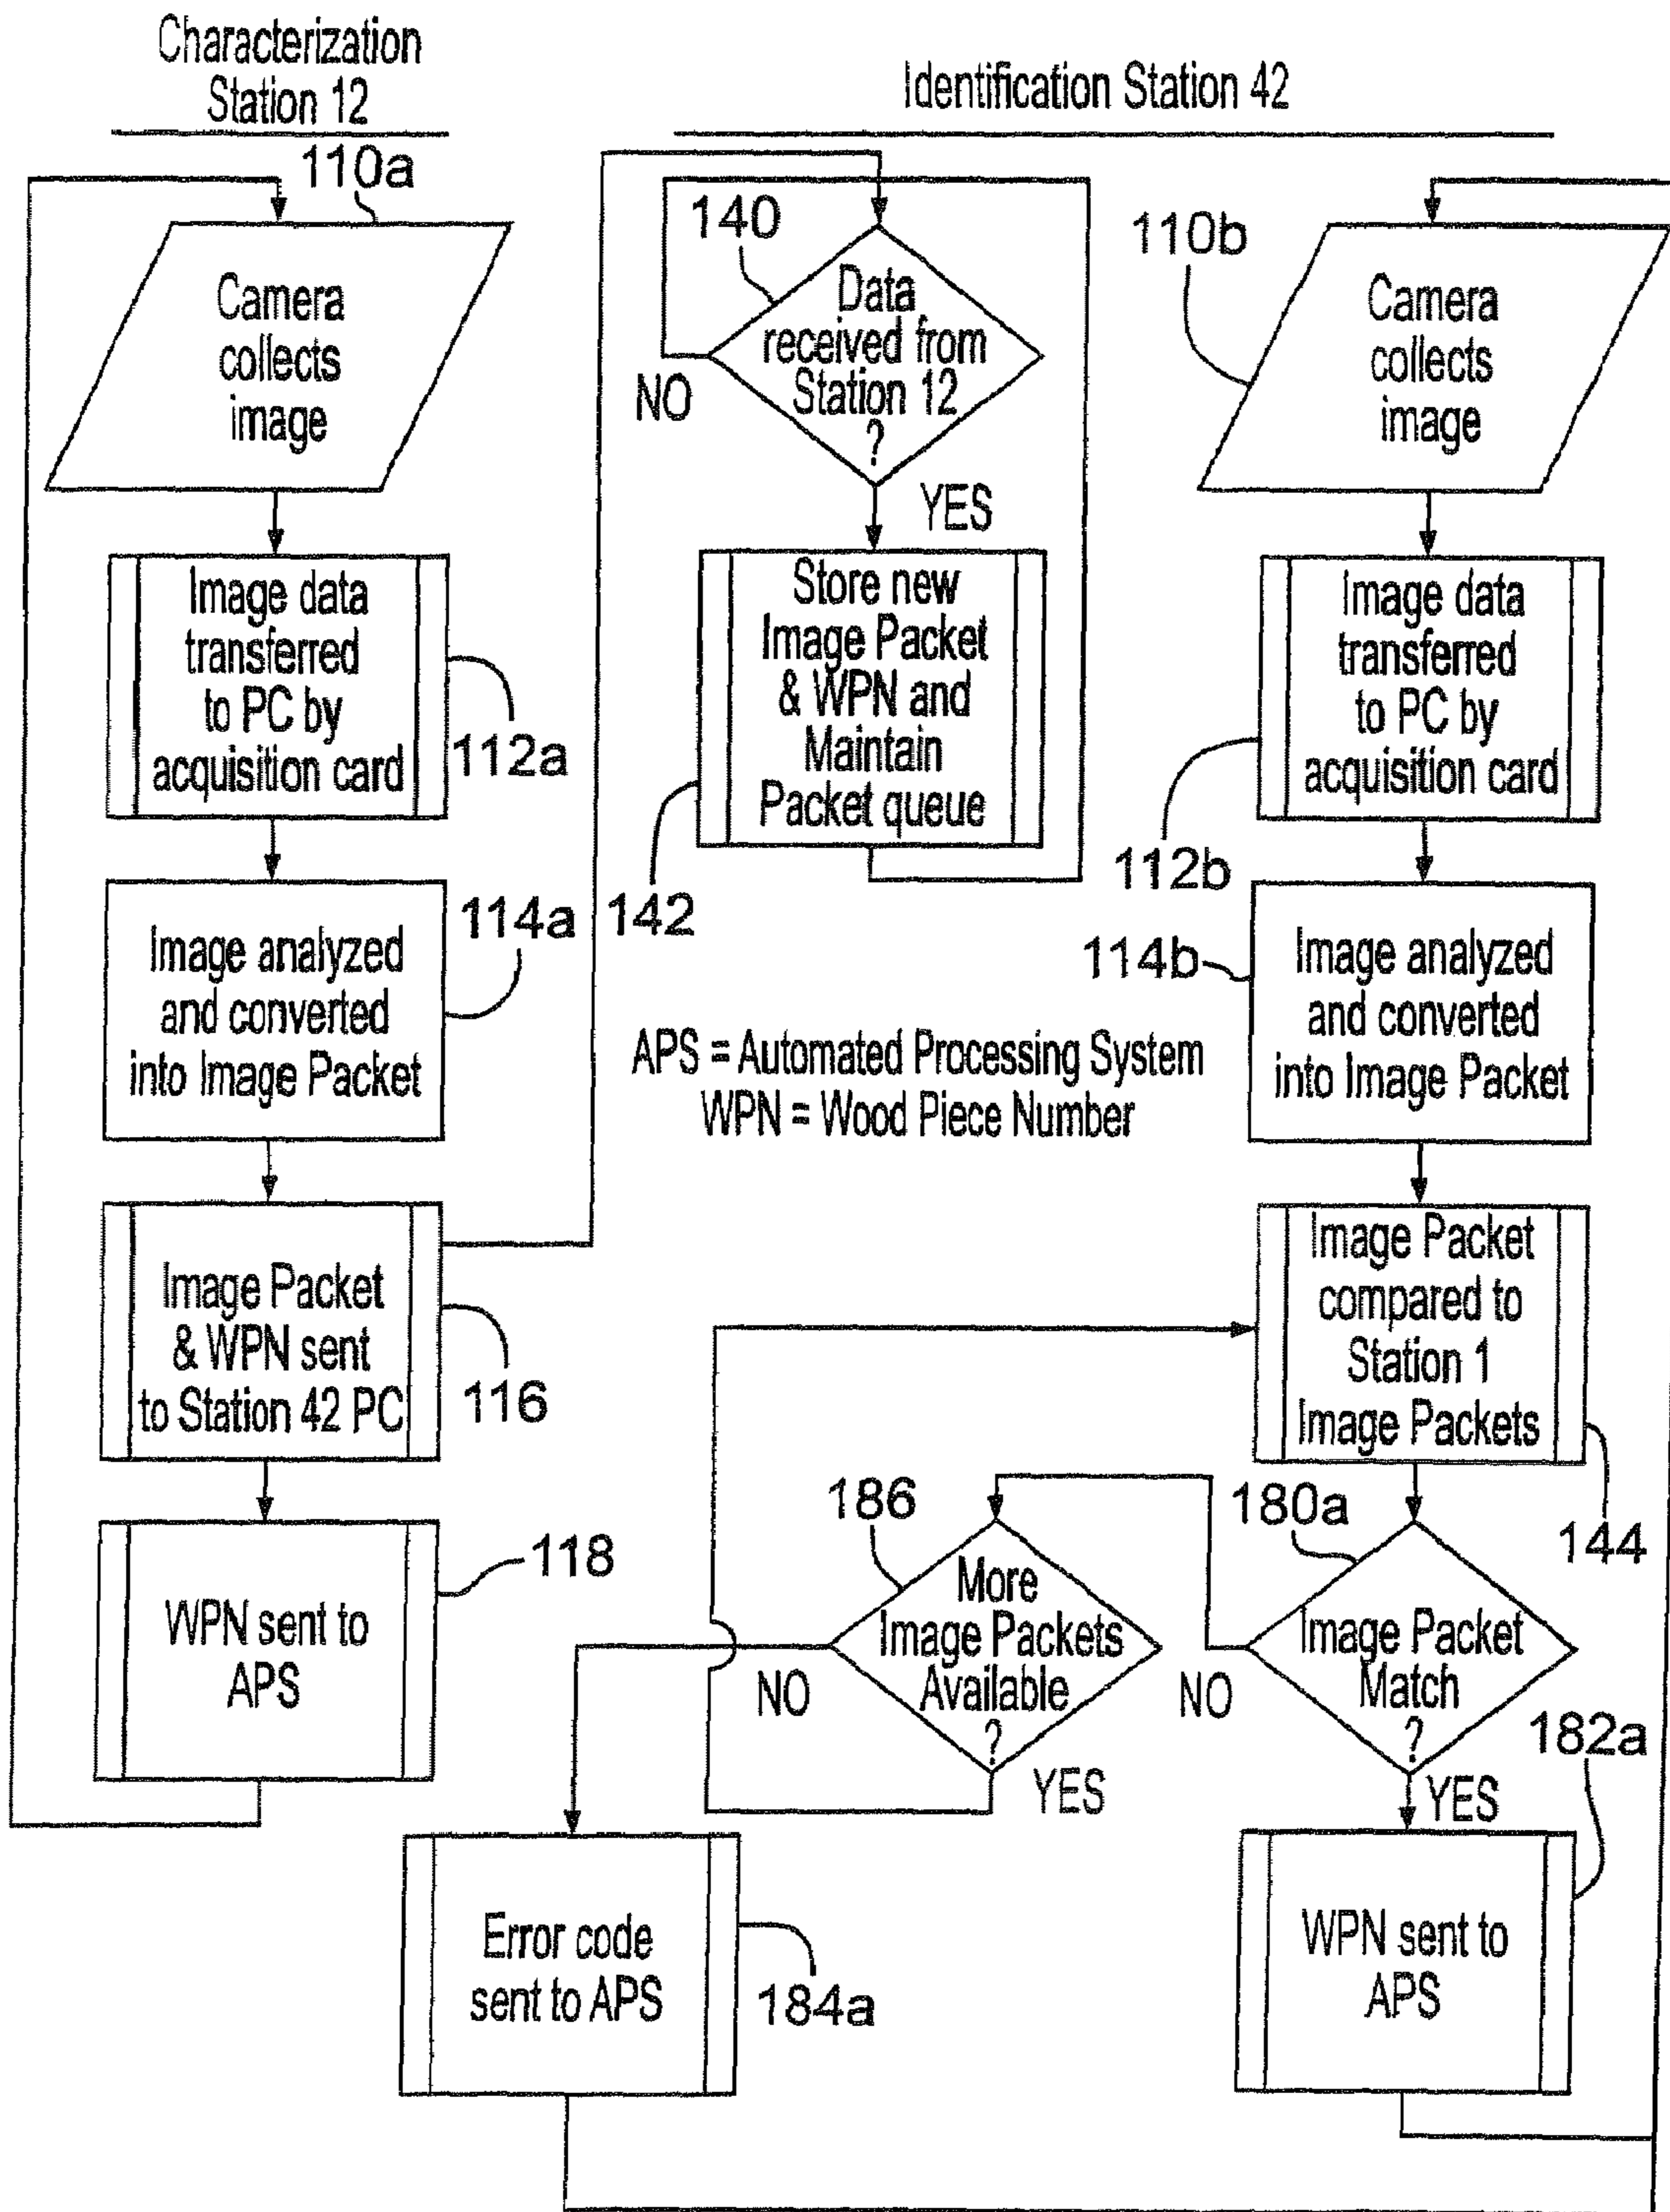 Characterization
Station 12
110a
Camera
collects
image
Image data
transferred
to PC by
acquisition card
112a
Image analyzed
and converted
into Image Packet
114a
Image Packet
& WPN sent
to Station 42 PC
116
WPN sent to
APS
118
Identification Station 42
140
Data
received from
Station 12
?
NO
YES
Store new
Image Packet
& WPN and
Maintain
Packet queue
142
APS = Automated Processing System
WPN = Wood Piece Number
110b
Camera
collects
image
Image data
transferred
to PC by
acquisition card
112b
114b
Image analyzed
and converted
into Image Packet
Image Packet
compared to
Station 1
Image Packets
144
180a
Image Packet
Match
?
NO
YES
186
More
Image Packets
Available
?
NO
YES
182a
WPN sent to
APS
Error code
sent to APS
184a